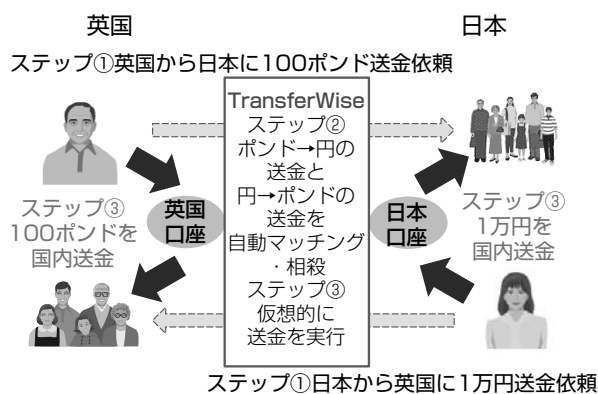 英国
日本
ステップ①英国から日本に100ポンド送金依頼
TransferWise
ステップ②
ポンド→円の
送金と
円→ポンドの
送金を
自動マッチング
・相殺
ステップ③
仮想的に
送金を実行
ステップ③
100ポンドを
国内送金
英国
口座
日本
口座
ステップ③
1万円を
国内送金
ステップ①日本から英国に1万円送金依頼